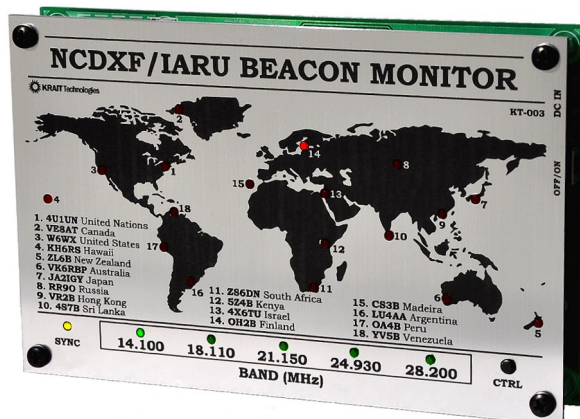 NCDXF/IARU BEACON MONITOR
KRAIT Technologies
KT-003
DC IN
OFF/ON
2
14
1
3
8
15
13
4
7
18
9
10
12
17
11
16
6
5
1. 4U1UN United Nations
2. VE8AT Canada
3. W6WX United States
4. KH6RS Hawaii
5. ZL6B New Zealand
6. VK6RBP Australia
7. JA2IGY Japan
8. RR9O Russia
9. VR2B Hong Kong
10. 4S7B Sri Lanka
11. ZS6DN South Africa
12. 5Z4B Kenya
13. 4X6TU Israel
14. OH2B Finland
15. CS3B Madeira
16. LU4AA Argentina
17. OA4B Peru
18. YV5B Venezuela
SYNC
14.100 18.110 21.150 24.930 28.200
CTRL
BAND (MHz)